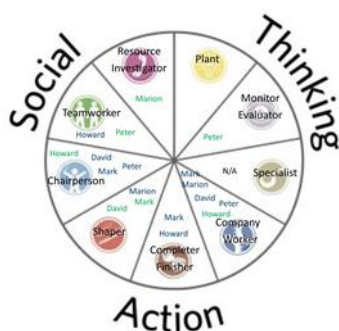 Social
Thinking
Action
Resource
Investigator
Marion
Plant
Monitor
Evaluator
Peter
Specialist
N/A
Company
Worker
Mark
Marion
David
Peter
Howard
Completer
Finisher
Mark
Howard
Shaper
Marion
David
Mark
Chairperson
Howard
David
Mark
Peter
Teamworker
Howard
Peter